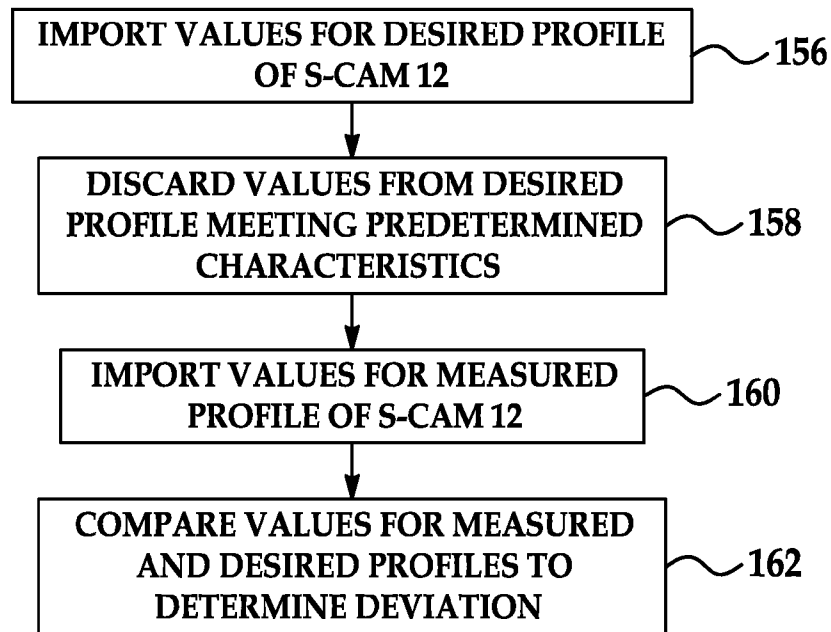 IMPORT VALUES FOR DESIRED PROFILE
OF S-CAM 12
156
DISCARD VALUES FROM DESIRED
PROFILE MEETING PREDETERMINED
CHARACTERISTICS
158
IMPORT VALUES FOR MEASURED
PROFILE OF S-CAM 12
160
COMPARE VALUES FOR MEASURED
AND DESIRED PROFILES TO
DETERMINE DEVIATION
162